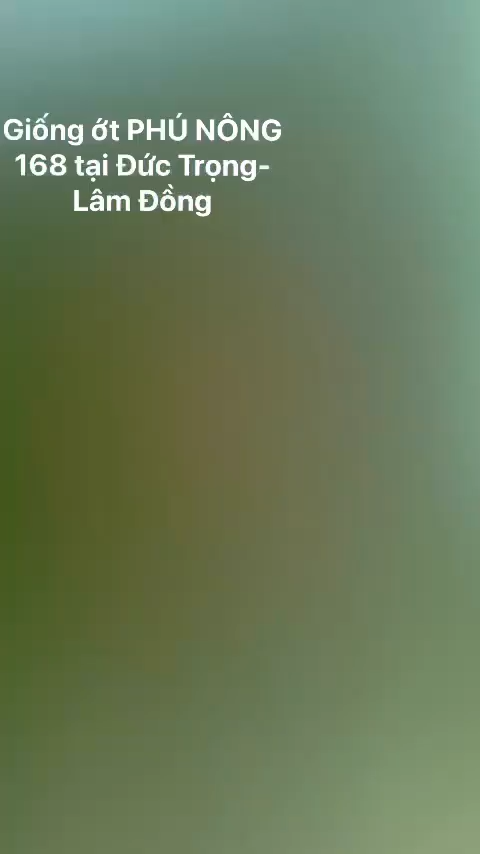 Giống ớt PHÚ NÔNG
168 tại Đức Trọng-
Lâm Đồng